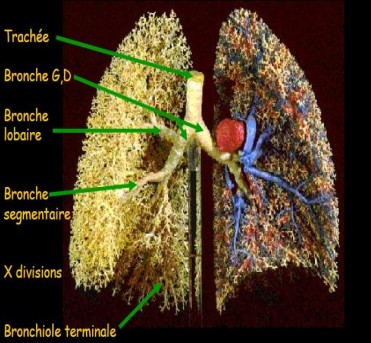 Trachée
Bronche G,D
Bronche
lobaire
Bronche
segmentaire
X divisions
Bronchiole terminale